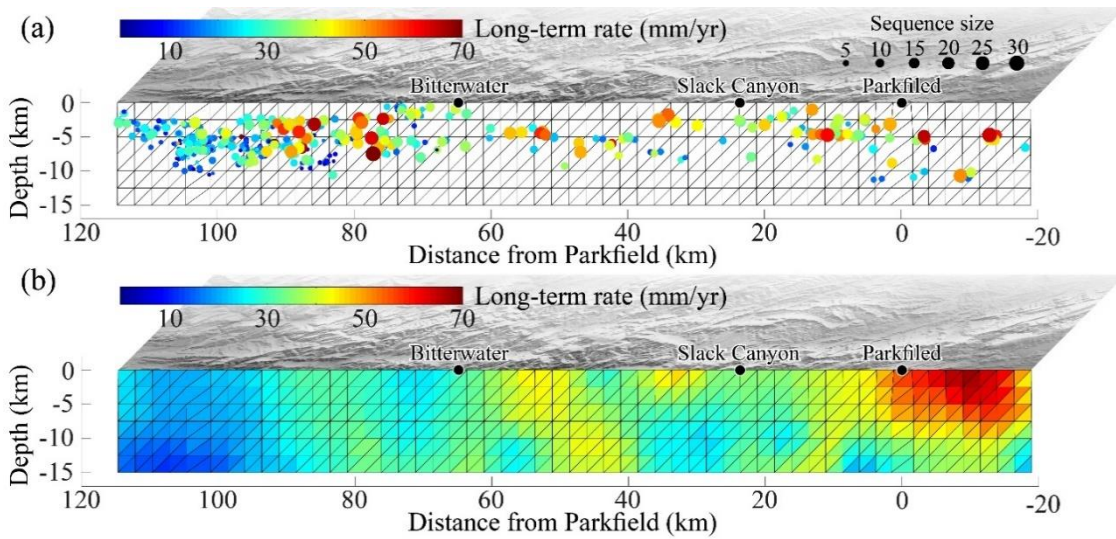 (a)
Long-term rate (mm/yr)
10 30 50 70
Sequence size
5 10 15 20 25 30
Bitterwater
Slack Canyon
Parkfiled
Depth (km)
0
-5
-10
-15
120 100 80 60 40 20 0 -20
Distance from Parkfield (km)
(b)
Long-term rate (mm/yr)
10 30 50 70
Bitterwater
Slack Canyon
Parkfiled
Depth (km)
0
-5
-10
-15
120 100 80 60 40 20 0 -20
Distance from Parkfield (km)